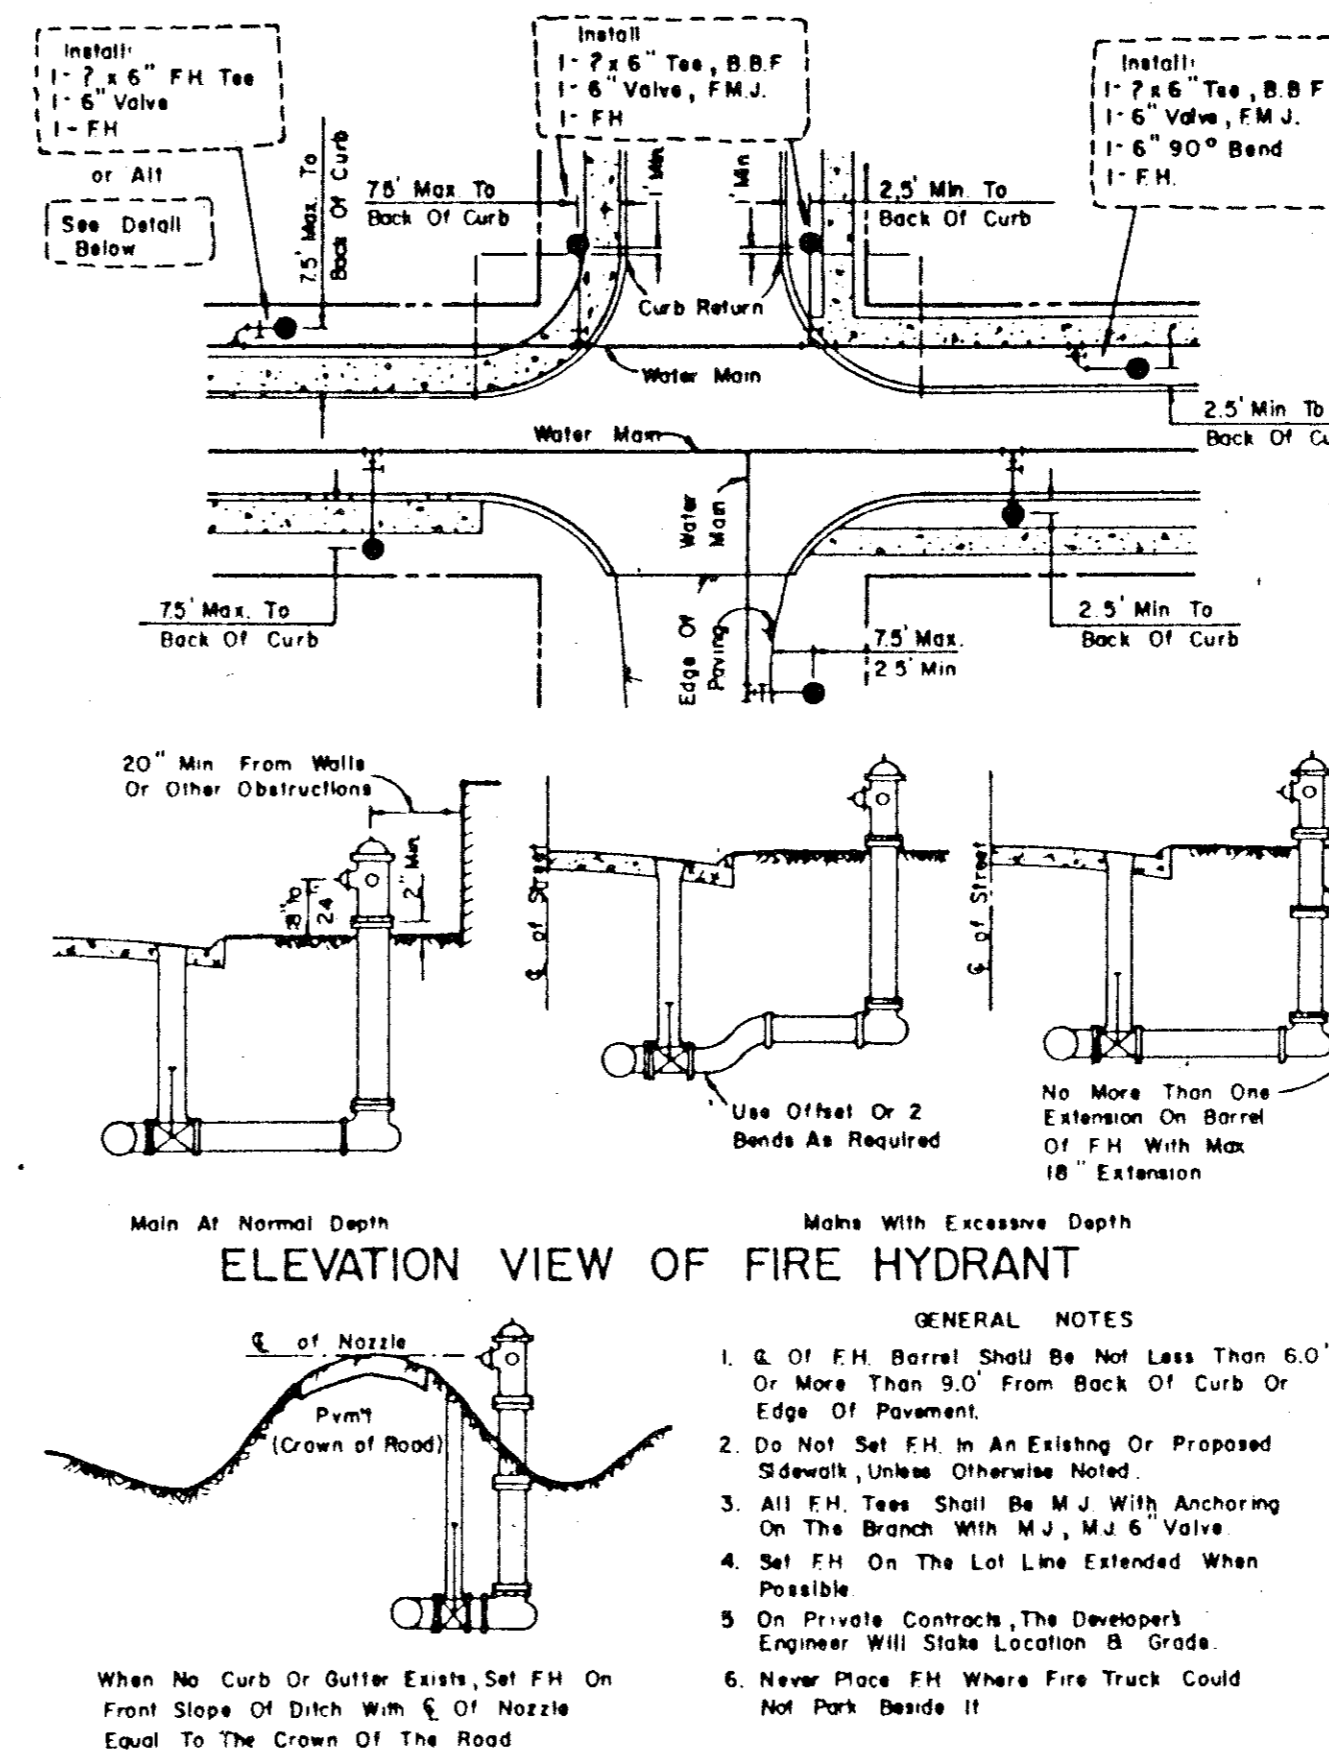 Install:
1- ? x 6" F.H. Tee
1- 6" Valve
1- F.H.
or Alt
See Detail
Below
7.5' Max. To
Back Of Curb
Install
1- ? x 6" Tee, B.B.F
1- 6" Valve, F.M.J.
1- FH
7.5' Max To
Back Of Curb
1' Min
1' Min
2.5' Min. To
Back Of Curb
Install:
1- ? x 6" Tee, B.B F
1- 6" Valve, F.M J.
1- 6" 90° Bend
1- F.H.
Curb Return
Water Main
Water Main
2.5' Min To
Back Of Cu
Water
Main
7.5' Max. To
Back Of Curb
Edge Of
Paving
7.5' Max.
2.5' Min
2.5' Min To
Back Of Curb
20" Min From Walls
Or Other Obstructions
18" to
24"
2" Min
℄ of Street
℄ of Street
Use Offset Or 2
Bends As Required
No More Than One
Extension On Barrel
Of F H With Max
18" Extension
Main At Normal Depth
Mains With Excessive Depth
ELEVATION VIEW OF FIRE HYDRANT
℄ of Nozzle
Pvm't
(Crown of Road)
When No Curb Or Gutter Exists, Set FH On
Front Slope Of Ditch With ℄ Of Nozzle
Equal To The Crown Of The Road
GENERAL NOTES
1. ℄ Of F.H. Barrel Shall Be Not Less Than 6.0'
Or More Than 9.0' From Back Of Curb Or
Edge Of Pavement.
2. Do Not Set F.H. In An Existing Or Proposed
Sidewalk, Unless Otherwise Noted.
3. All F.H. Tees Shall Be M J With Anchoring
On The Branch With M J, M.J. 6" Valve.
4. Set F.H On The Lot Line Extended When
Possible.
5 On Private Contracts, The Developer's
Engineer Will Stake Location & Grade.
6. Never Place F.H Where Fire Truck Could
Not Park Beside It